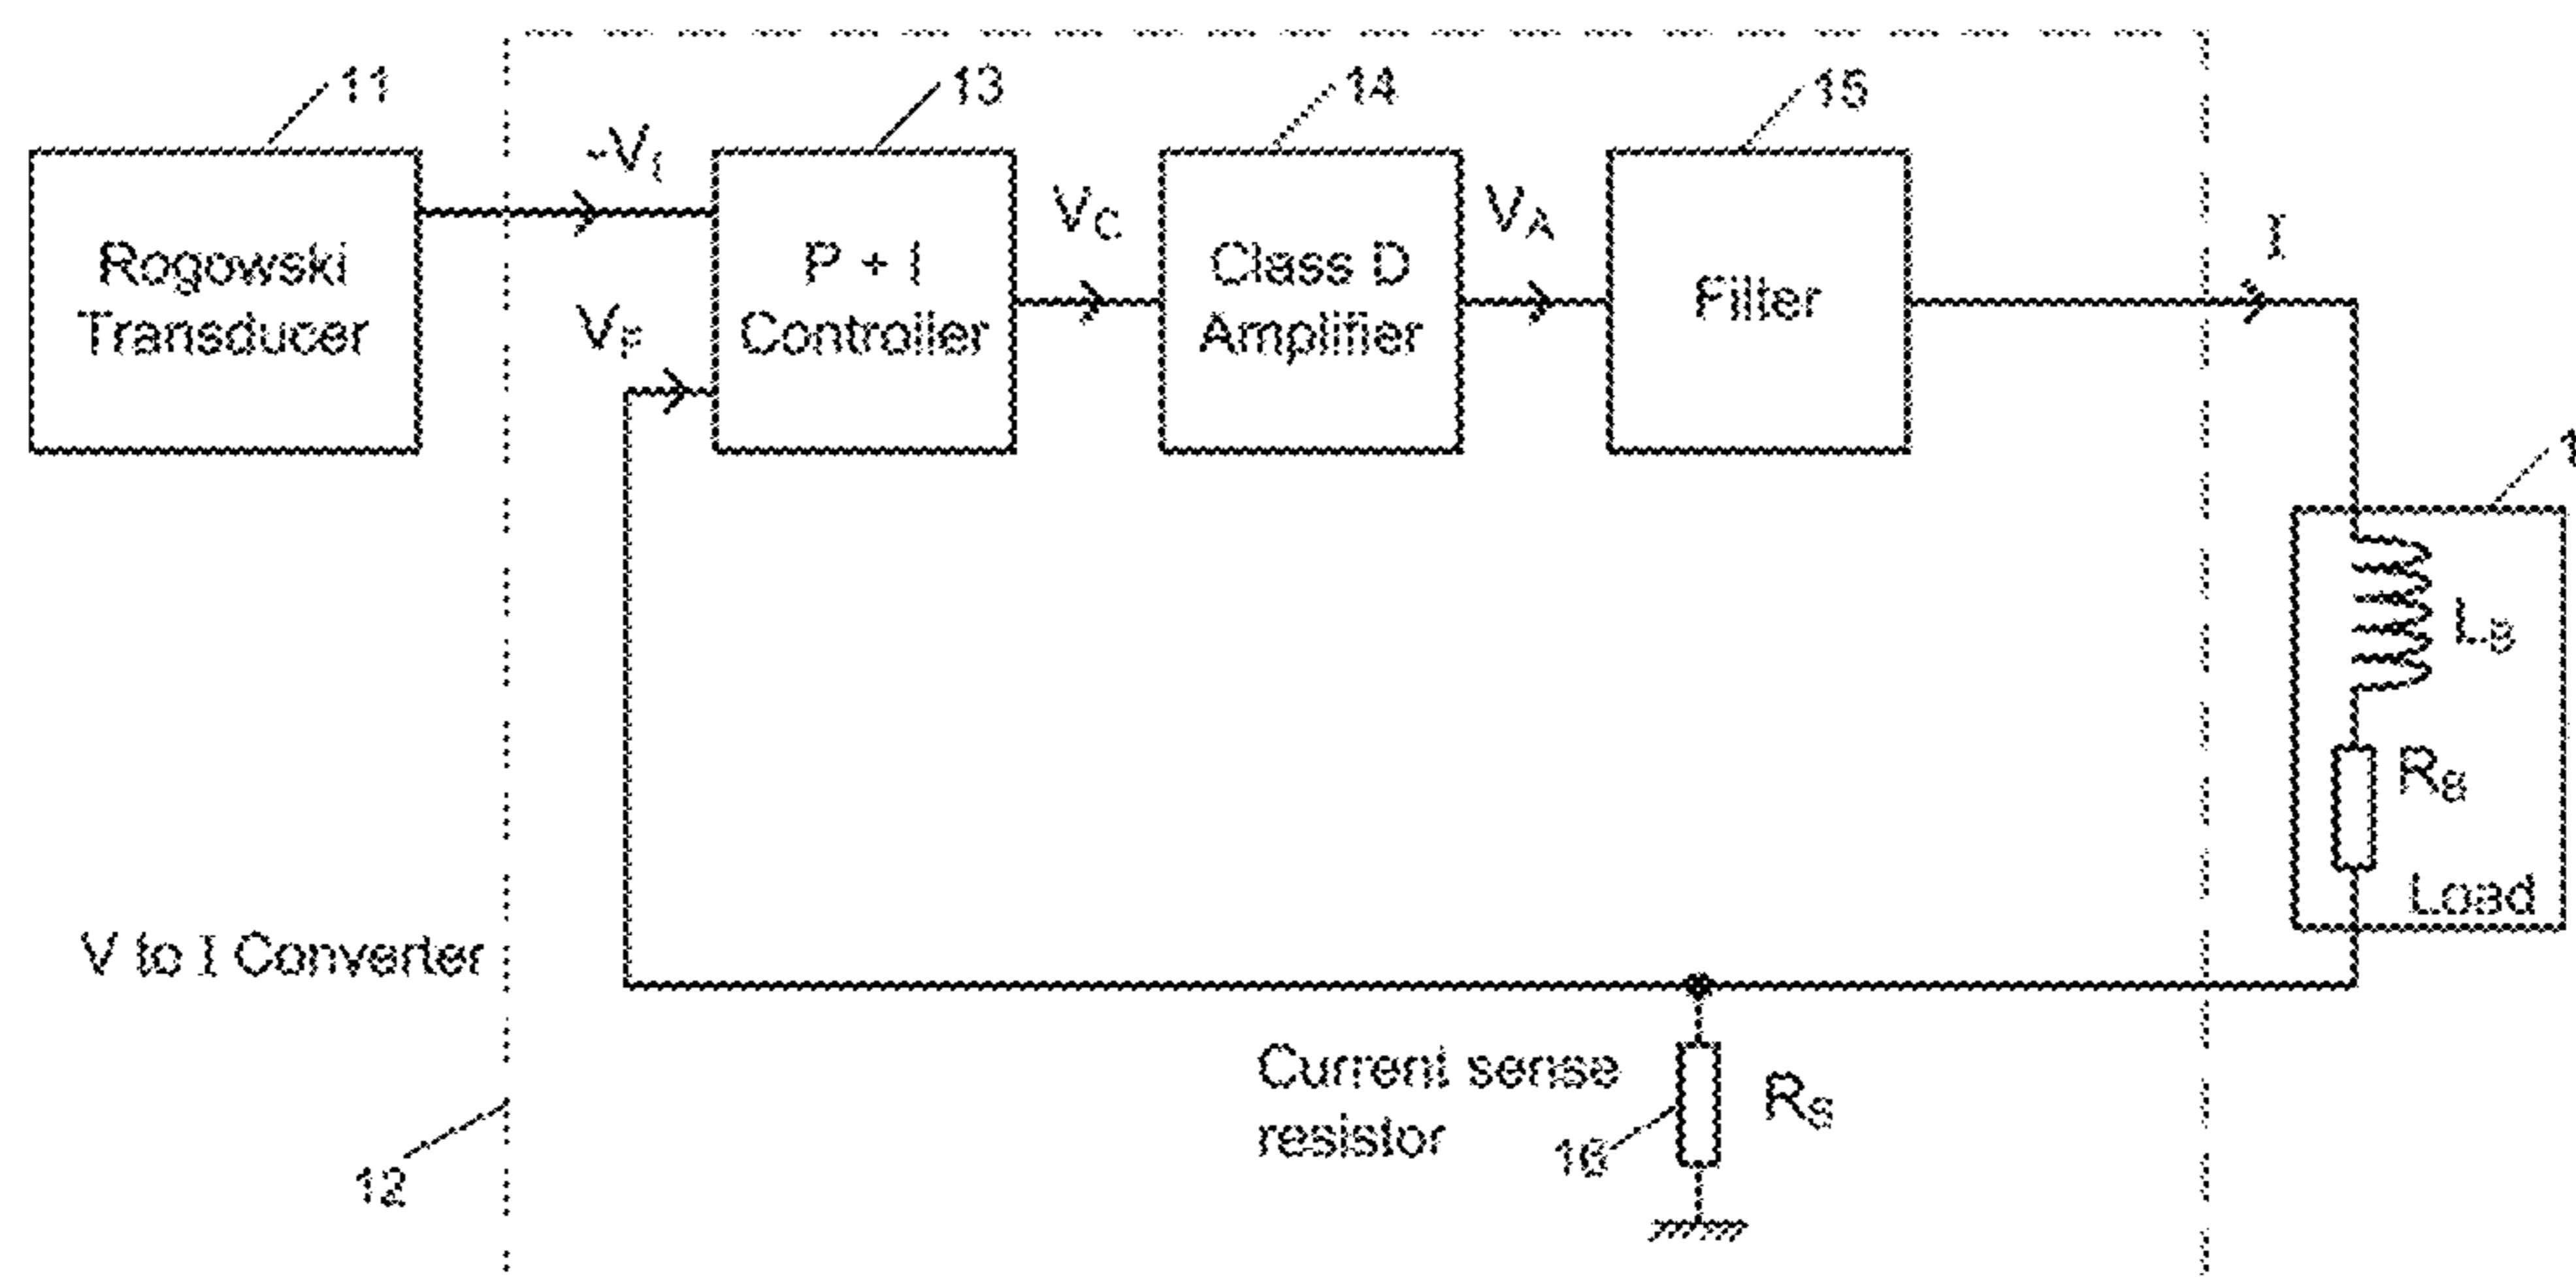 11
13
14
15
-VI
VC
VA
I
Rogowski
Transducer
P + I
Controller
Class D
Amplifier
Filter
VF
LB
RB
Load
V to I Converter
Current sense
resistor
RS
16
12